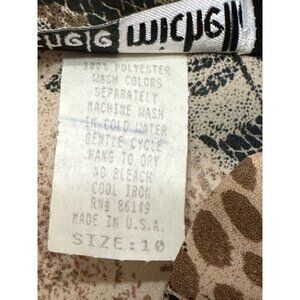 100% POLYESTER
WASH COLORS
SEPARATELY
MACHINE WASH
IN COLD WATER
GENTLE CYCLE
HANG TO DRY
NO BLEACH
COOL IRON
RN# 86149
MADE IN U.S.A.
SIZE:10